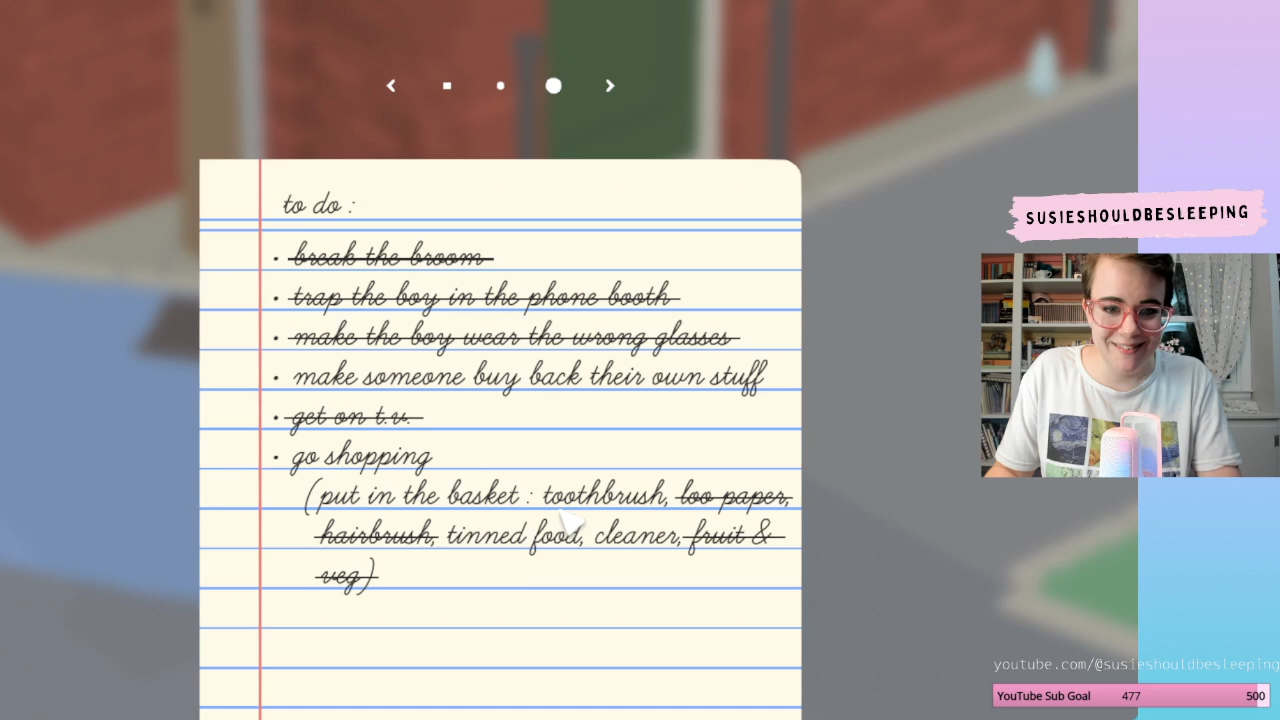 to do :
• break the broom
• trap the boy in the phone booth
• make the boy wear the wrong glasses
• make someone buy back their own stuff
• get on t.v.
• go shopping
(put in the basket : toothbrush, loo paper,
hairbrush, tinned food, cleaner, fruit &
veg)
SUSIESHOULDBESLEEPING
youtube.com/@susieshouldbesleeping
YouTube Sub Goal 477 500